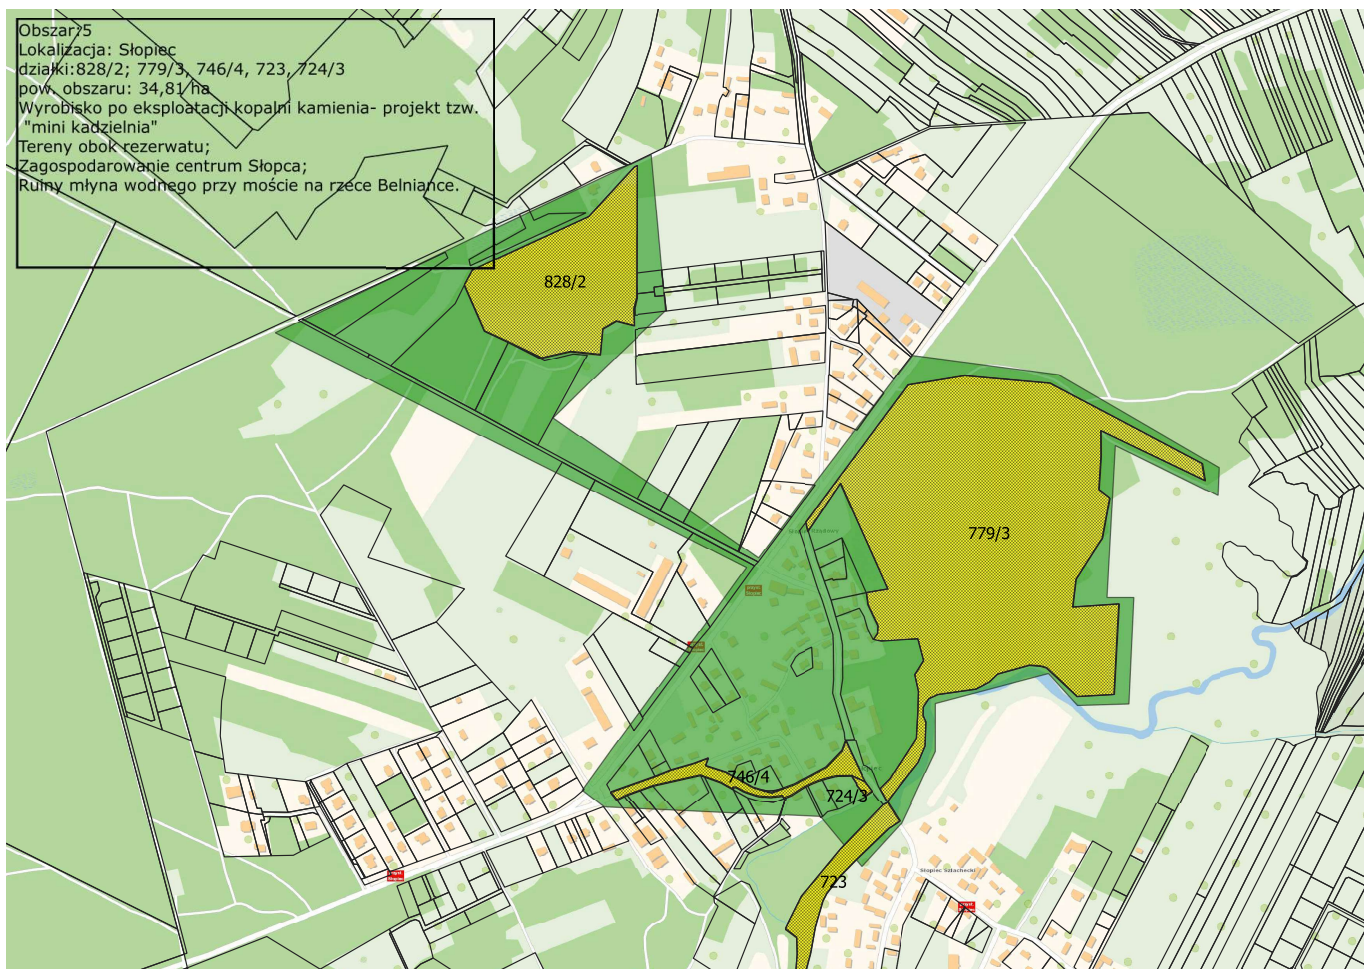 Obszar:5
Lokalizacja: Słopiec
działki:828/2; 779/3, 746/4, 723, 724/3
pow. obszaru: 34,81 ha
Wyrobisko po eksploatacji kopalni kamienia- projekt tzw.
"mini kadzielnia"
Tereny obok rezerwatu;
Zagospodarowanie centrum Słopca;
Ruiny młyna wodnego przy moście na rzece Belniance.
828/2
779/3
746/4
724/3
723
Słopiec Szlachecki